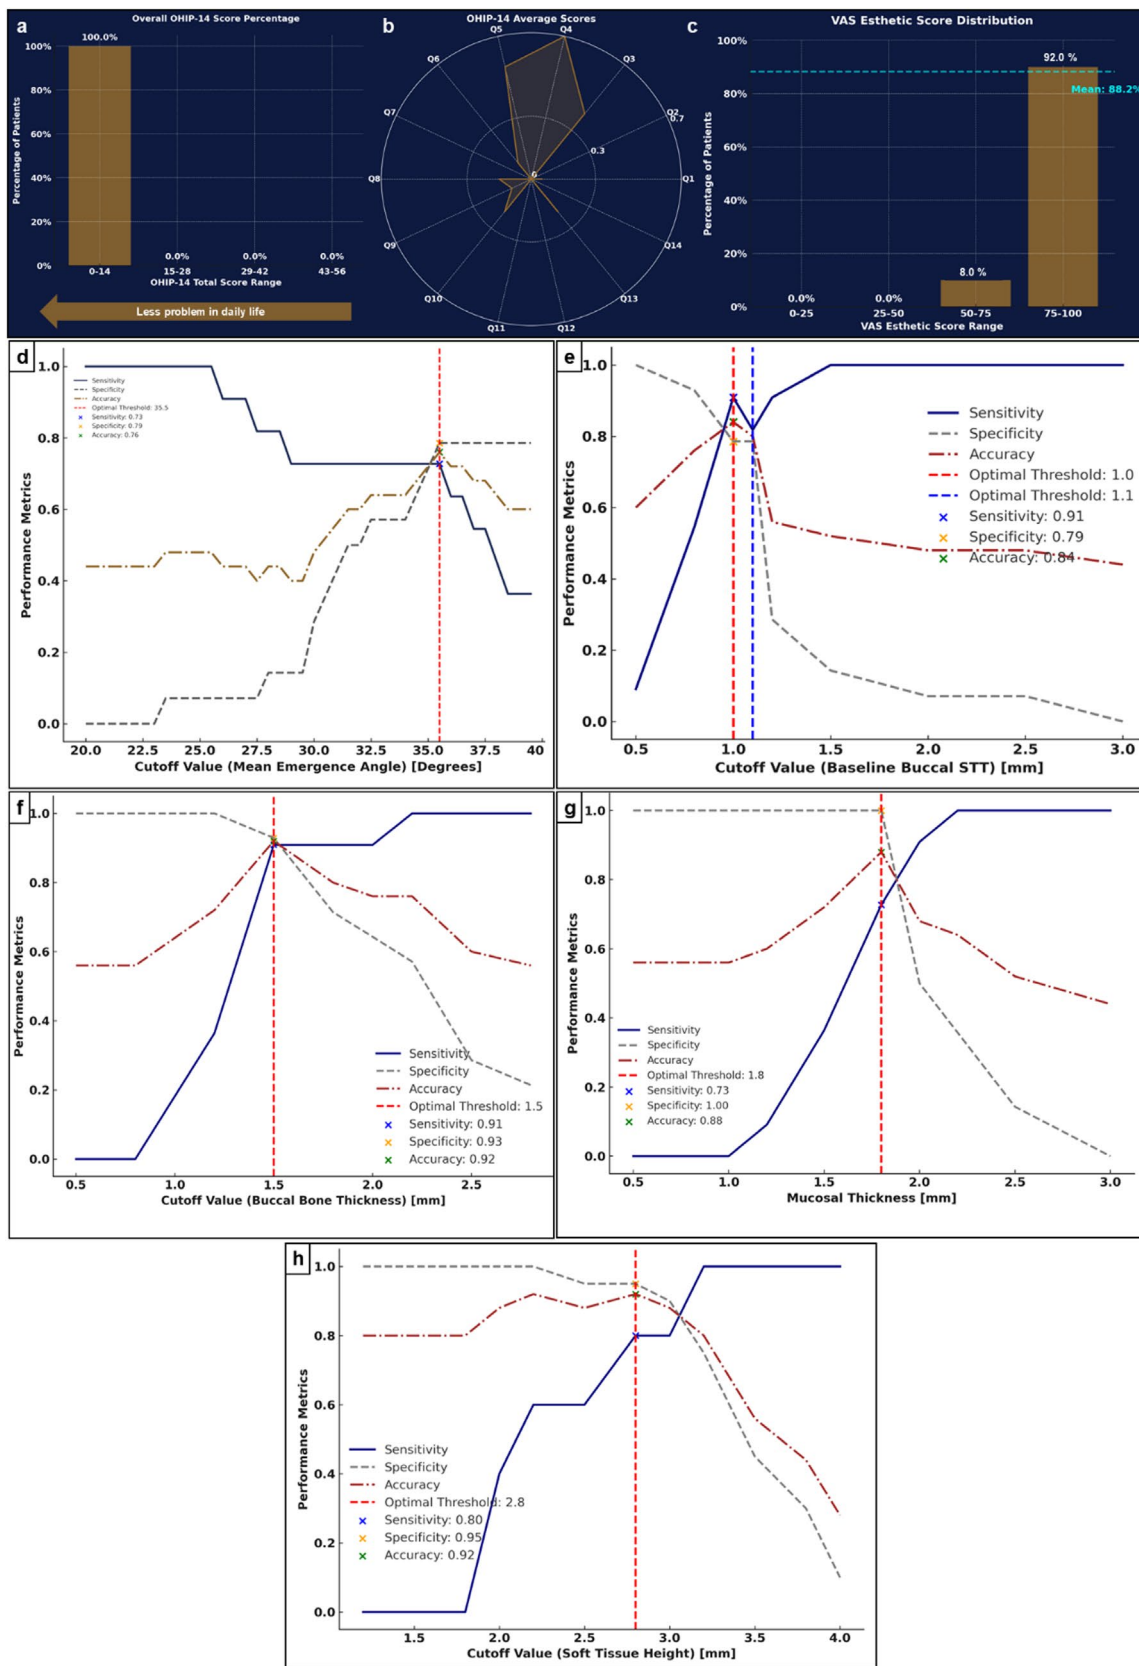 a
Overall OHIP-14 Score Percentage
100.0%
100%
80%
60%
40%
20%
0%
Percentage of Patients
0.0%
0.0%
0.0%
0-14
15-28
29-42
43-56
OHIP-14 Total Score Range
Less problem in daily life
b
OHIP-14 Average Scores
Q5
Q4
Q6
Q3
Q7
Q2
0.7
0.3
0
Q8
Q1
Q9
Q14
Q10
Q13
Q11
Q12
c
VAS Esthetic Score Distribution
100%
92.0 %
Mean: 88.2%
80%
60%
40%
20%
0%
Percentage of Patients
0.0%
0.0%
8.0 %
0-25
25-50
50-75
75-100
VAS Esthetic Score Range
d
1.0
0.8
0.6
0.4
0.2
0.0
Performance Metrics
Sensitivity
Specificity
Accuracy
Optimal Threshold: 35.5
Sensitivity: 0.73
Specificity: 0.79
Accuracy: 0.76
20.0 22.5 25.0 27.5 30.0 32.5 35.0 37.5 40
Cutoff Value (Mean Emergence Angle) [Degrees]
e
1.0
0.8
0.6
0.4
0.2
0.0
Performance Metrics
Sensitivity
Specificity
Accuracy
Optimal Threshold: 1.0
Optimal Threshold: 1.1
Sensitivity: 0.91
Specificity: 0.79
Accuracy: 0.84
0.5 1.0 1.5 2.0 2.5 3.0
Cutoff Value (Baseline Buccal STT) [mm]
f
1.0
0.8
0.6
0.4
0.2
0.0
Performance Metrics
Sensitivity
Specificity
Accuracy
Optimal Threshold: 1.5
Sensitivity: 0.91
Specificity: 0.93
Accuracy: 0.92
0.5 1.0 1.5 2.0 2.5
Cutoff Value (Buccal Bone Thickness) [mm]
g
1.0
0.8
0.6
0.4
0.2
0.0
Performance Metrics
Sensitivity
Specificity
Accuracy
Optimal Threshold: 1.8
Sensitivity: 0.73
Specificity: 1.00
Accuracy: 0.88
0.5 1.0 1.5 2.0 2.5 3.0
Mucosal Thickness [mm]
h
1.0
0.8
0.6
0.4
0.2
0.0
Performance Metrics
Sensitivity
Specificity
Accuracy
Optimal Threshold: 2.8
Sensitivity: 0.80
Specificity: 0.95
Accuracy: 0.92
1.5 2.0 2.5 3.0 3.5 4.0
Cutoff Value (Soft Tissue Height) [mm]